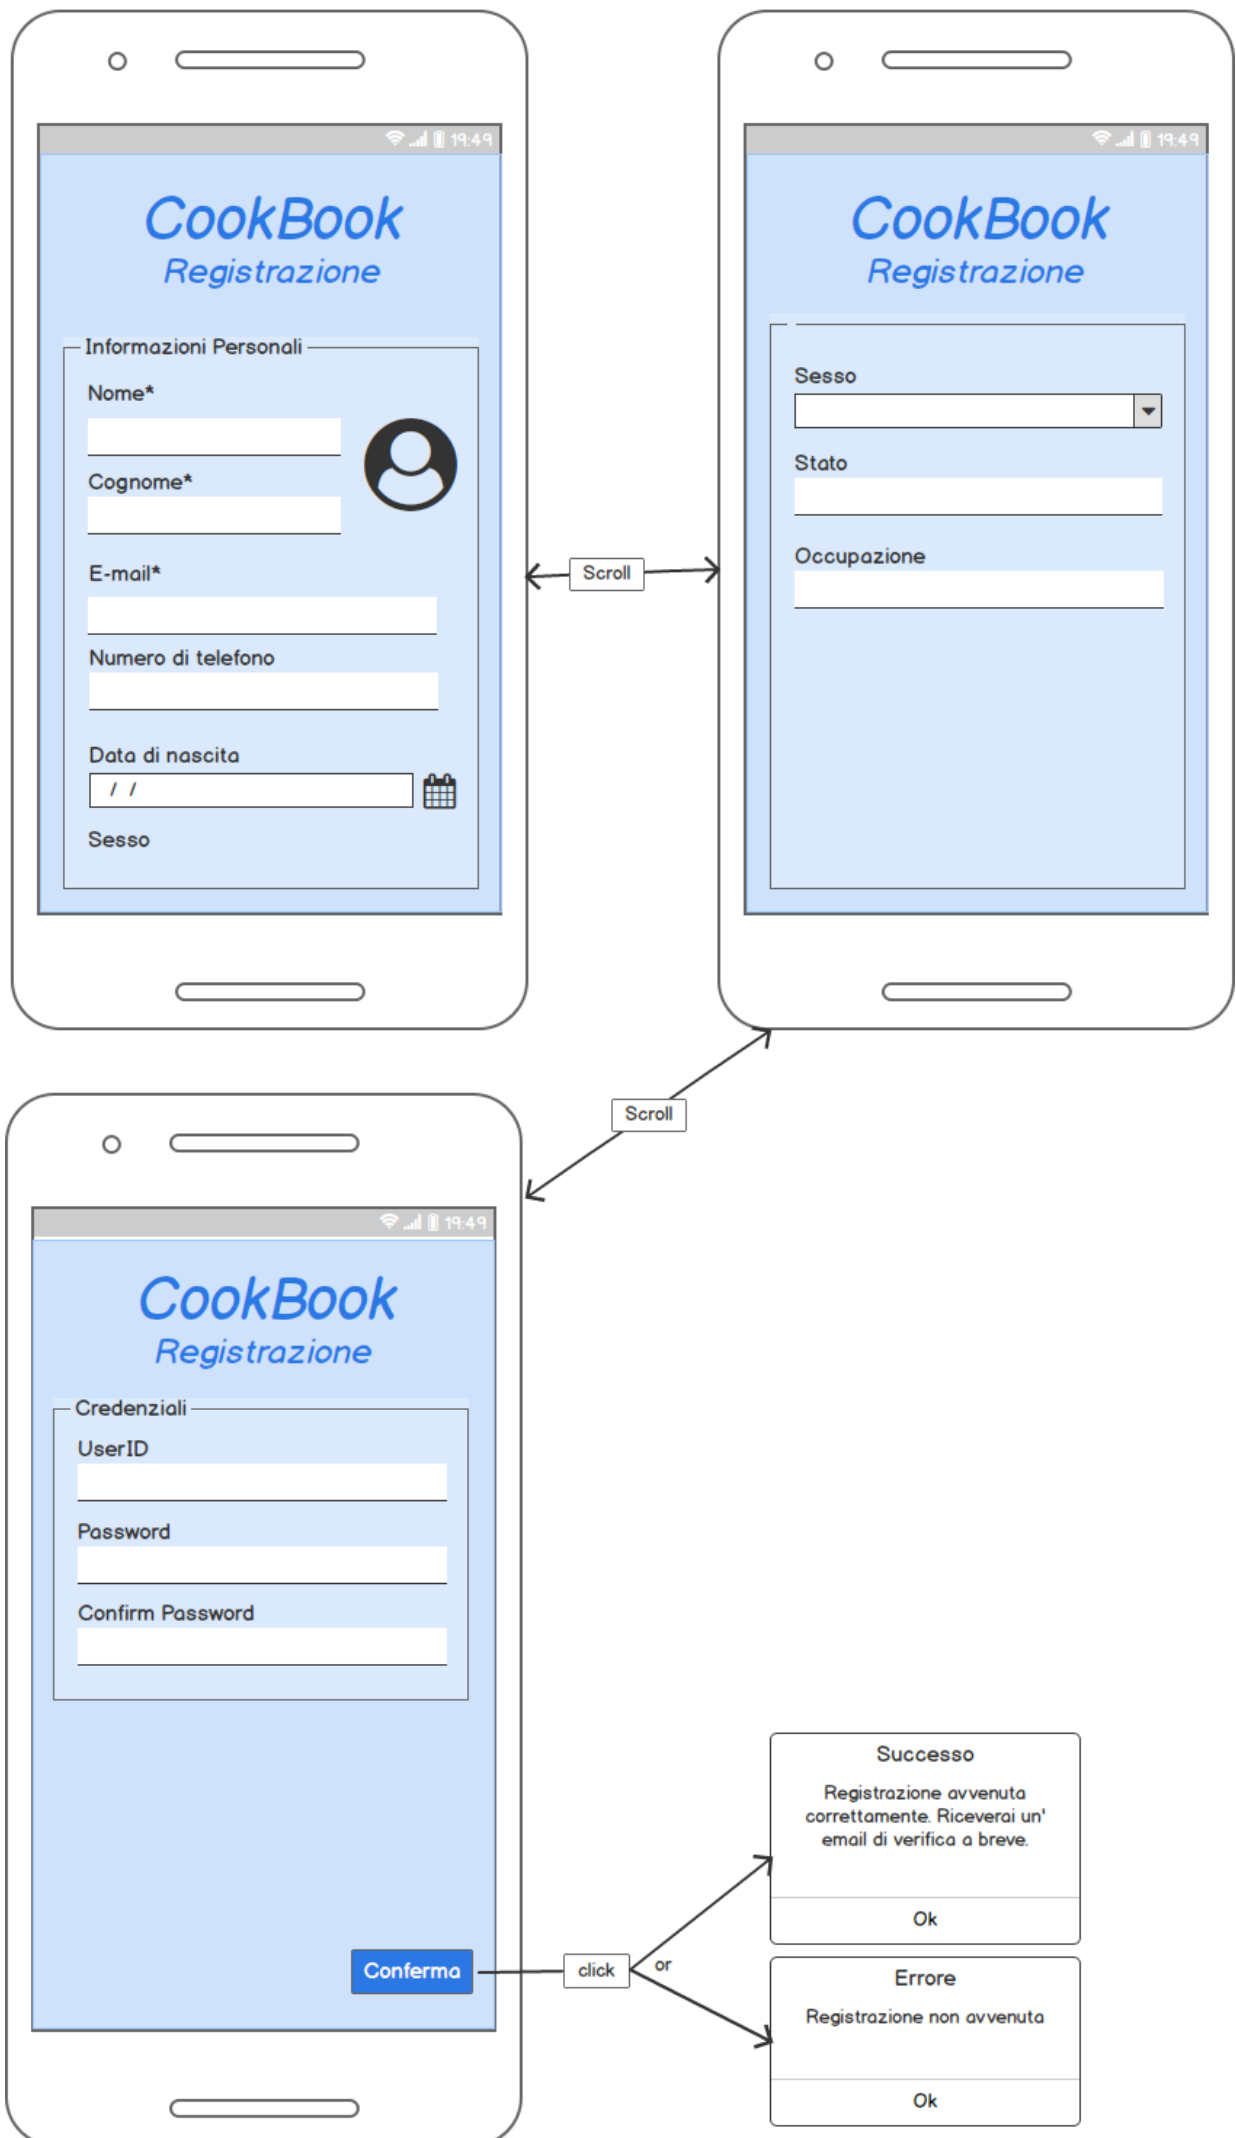 19:49
CookBook
Registrazione
Informazioni Personali
Nome*
Cognome*
E-mail*
Numero di telefono
Data di nascita
/ /
Sesso
Scroll
19:49
CookBook
Registrazione
Sesso
Stato
Occupazione
Scroll
19:49
CookBook
Registrazione
Credenziali
UserID
Password
Confirm Password
Conferma
click
or
Successo
Registrazione avvenuta
correttamente. Riceverai un'
email di verifica a breve.
Ok
Errore
Registrazione non avvenuta
Ok